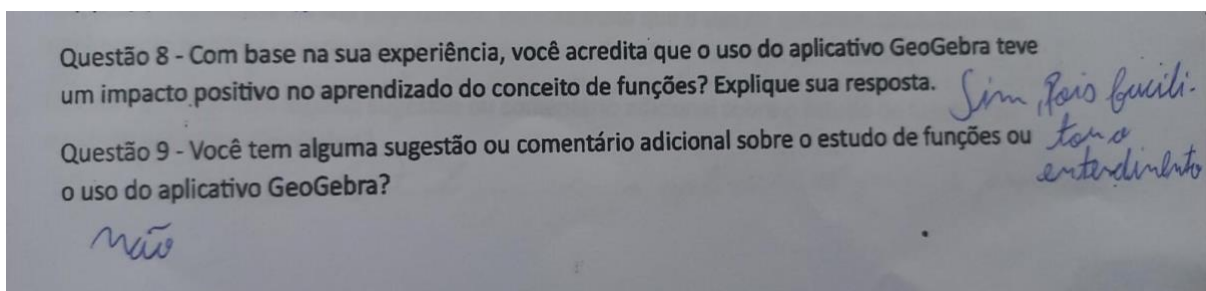 Questão 8 - Com base na sua experiência, você acredita que o uso do aplicativo GeoGebra teve
um impacto positivo no aprendizado do conceito de funções? Explique sua resposta.
Sim, Pois facili-
tou o
entendimento
Questão 9 - Você tem alguma sugestão ou comentário adicional sobre o estudo de funções ou
o uso do aplicativo GeoGebra?
não